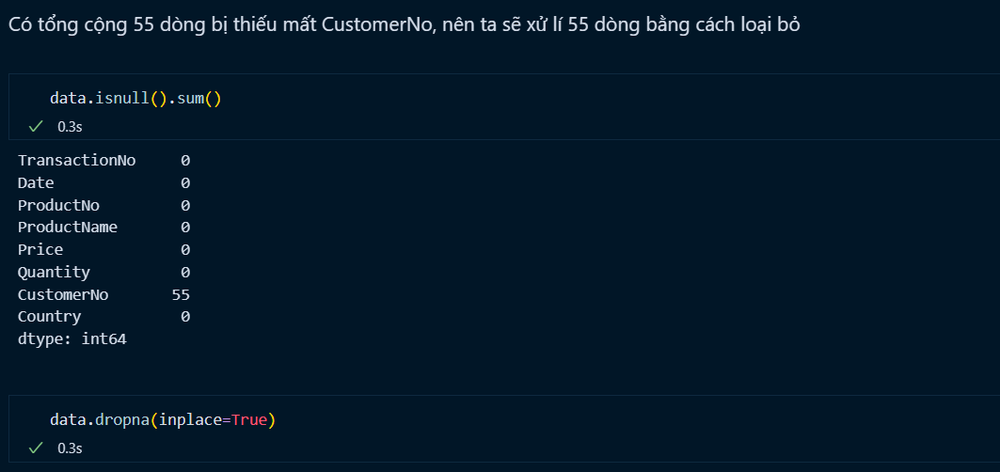 Có tổng cộng 55 dòng bị thiếu mất CustomerNo, nên ta sẽ xử lí 55 dòng bằng cách loại bỏ
data.isnull().sum()
✓ 0.3s
TransactionNo 0
Date 0
ProductNo 0
ProductName 0
Price 0
Quantity 0
CustomerNo 55
Country 0
dtype: int64
data.dropna(inplace=True)
✓ 0.3s